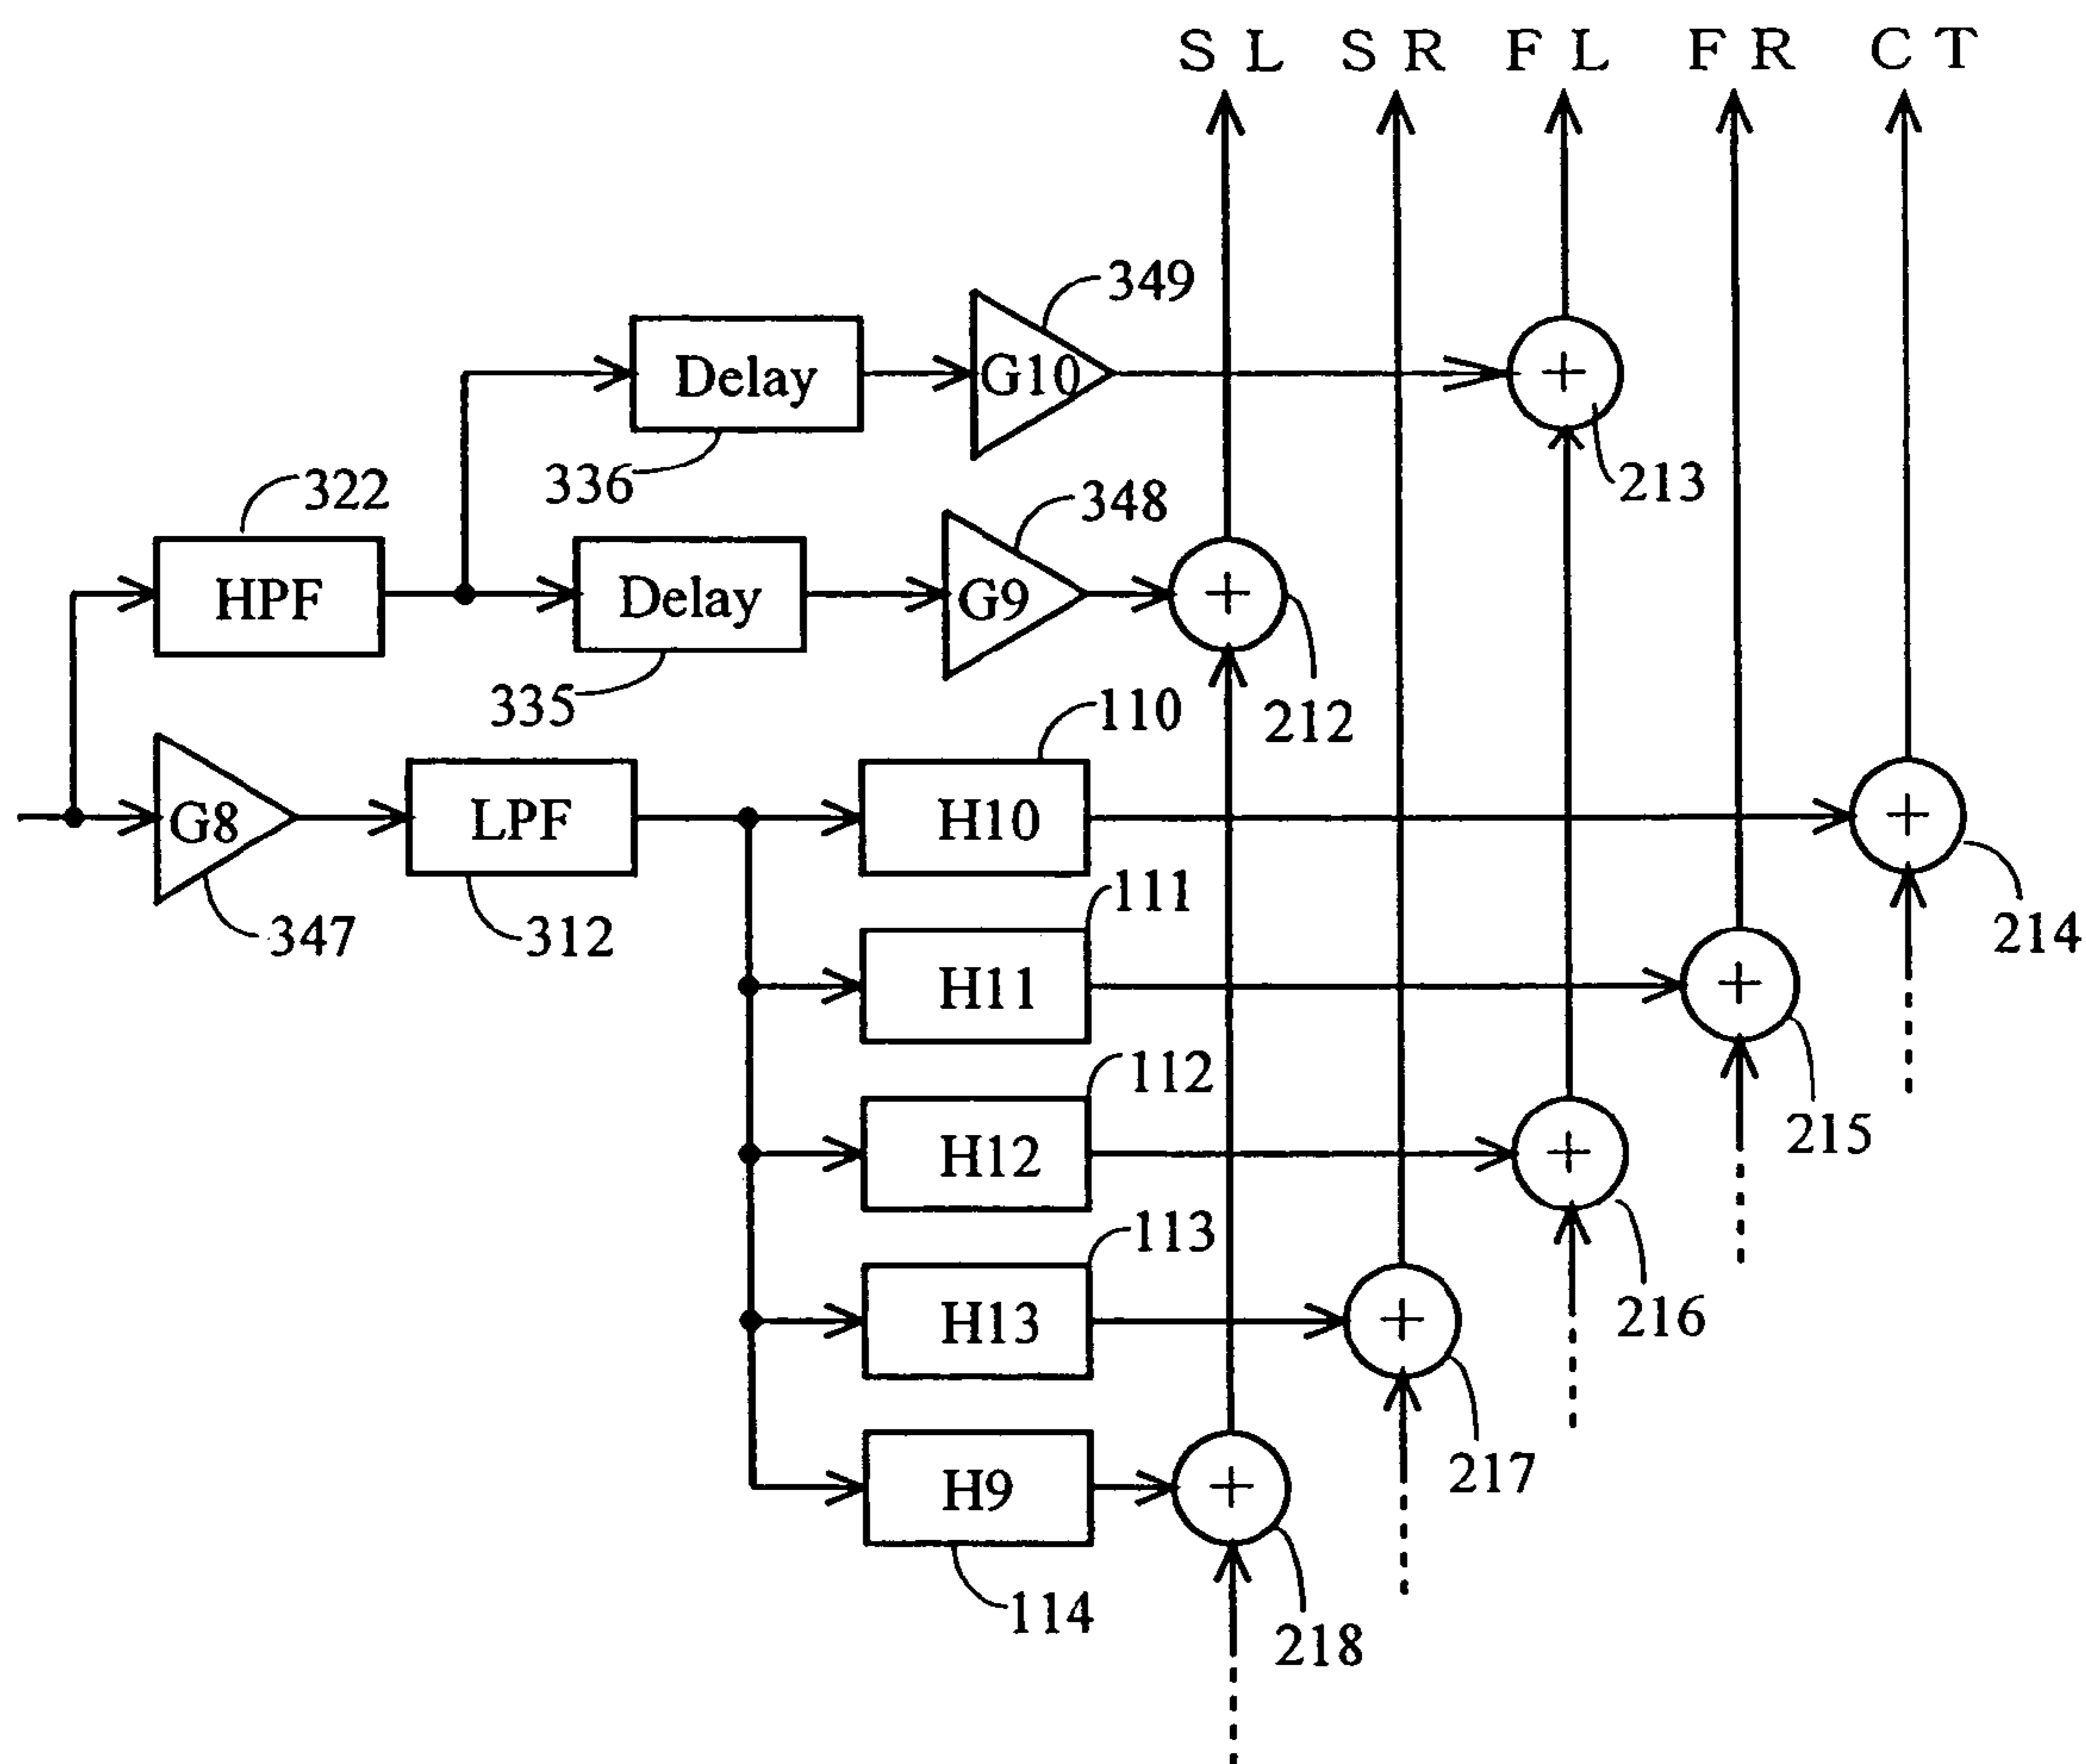 S L S R F L F R C T
349
Delay
G10
+
336
213
322
348
HPF
Delay
G9
+
335
212
110
G8
LPF
H10
+
347
312
111
214
H11
+
112
215
H12
+
113
216
H13
+
217
H9
+
114
218